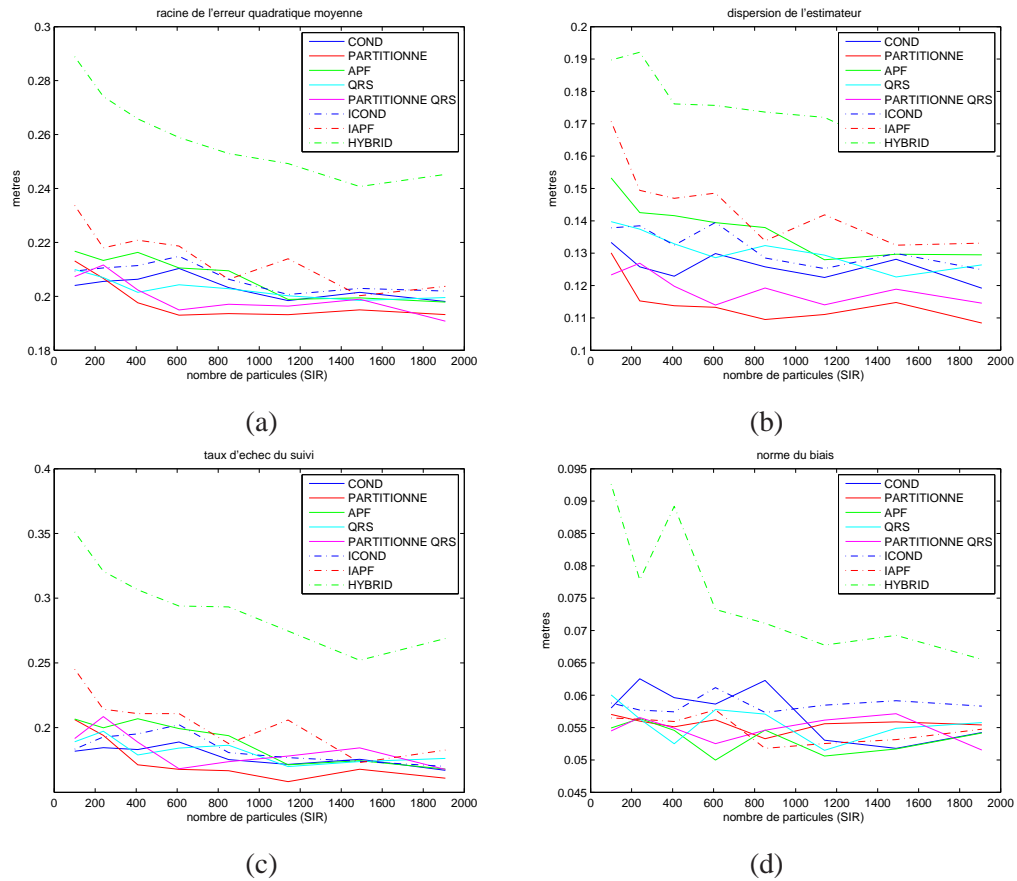 racine de l'erreur quadratique moyenne
0.3
0.28
0.26
0.24
0.22
0.2
0.18
metres
0 200 400 600 800 1000 1200 1400 1600 1800 2000
nombre de particules (SIR)
COND
PARTITIONNE
APF
QRS
PARTITIONNE QRS
ICOND
IAPF
HYBRID
(a)
dispersion de l'estimateur
0.2
0.19
0.18
0.17
0.16
0.15
0.14
0.13
0.12
0.11
0.1
metres
0 200 400 600 800 1000 1200 1400 1600 1800 2000
nombre de particules (SIR)
COND
PARTITIONNE
APF
QRS
PARTITIONNE QRS
ICOND
IAPF
HYBRID
(b)
taux d'echec du suivi
0.4
0.35
0.3
0.25
0.2
0 200 400 600 800 1000 1200 1400 1600 1800 2000
nombre de particules (SIR)
COND
PARTITIONNE
APF
QRS
PARTITIONNE QRS
ICOND
IAPF
HYBRID
(c)
norme du biais
0.095
0.09
0.085
0.08
0.075
0.07
0.065
0.06
0.055
0.05
0.045
metres
0 200 400 600 800 1000 1200 1400 1600 1800 2000
nombre de particules (SIR)
COND
PARTITIONNE
APF
QRS
PARTITIONNE QRS
ICOND
IAPF
HYBRID
(d)